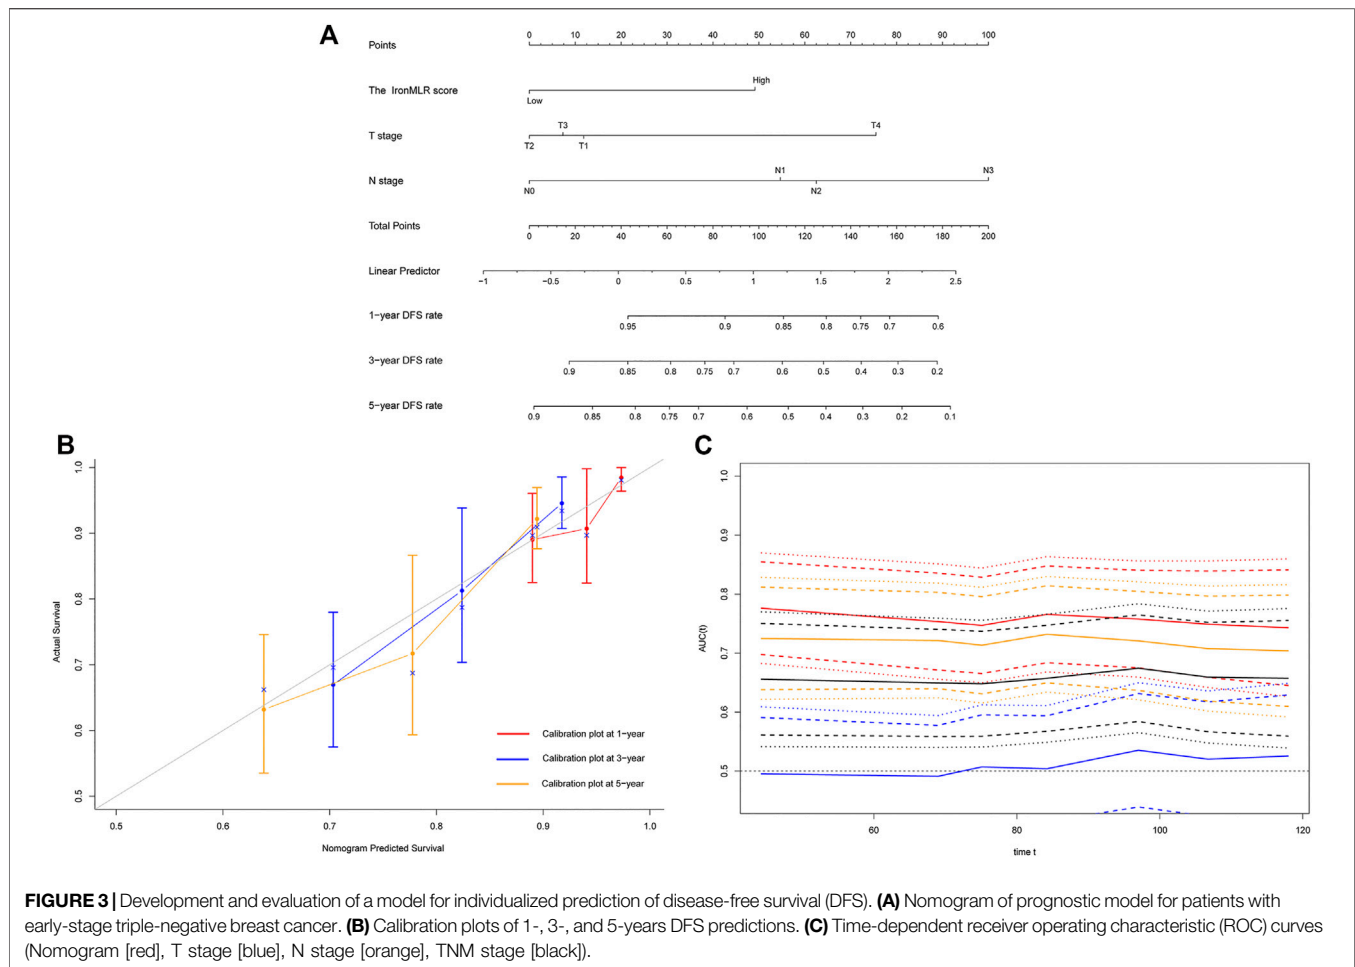 A
Points
0 10 20 30 40 50 60 70 80 90 100
The IronMLR score
High
Low
T stage
T3 T4
T2 T1
N stage
N1 N3
N0 N2
Total Points
0 20 40 60 80 100 120 140 160 180 200
Linear Predictor
−1 −0.5 0 0.5 1 1.5 2 2.5
1−year DFS rate
0.95 0.9 0.85 0.8 0.75 0.7 0.6
3−year DFS rate
0.9 0.85 0.8 0.75 0.7 0.6 0.5 0.4 0.3 0.2
5−year DFS rate
0.9 0.85 0.8 0.75 0.7 0.6 0.5 0.4 0.3 0.2 0.1
B
Actual Survival
1.0
0.9
0.8
0.7
0.6
0.5
Calibration plot at 1−year
Calibration plot at 3−year
Calibration plot at 5−year
0.5 0.6 0.7 0.8 0.9 1.0
Nomogram Predicted Survival
C
AUC(t)
1.0
0.9
0.8
0.7
0.6
0.5
60 80 100 120
time t
FIGURE 3 | Development and evaluation of a model for individualized prediction of disease-free survival (DFS). (A) Nomogram of prognostic model for patients with
early-stage triple-negative breast cancer. (B) Calibration plots of 1-, 3-, and 5-years DFS predictions. (C) Time-dependent receiver operating characteristic (ROC) curves
(Nomogram [red], T stage [blue], N stage [orange], TNM stage [black]).